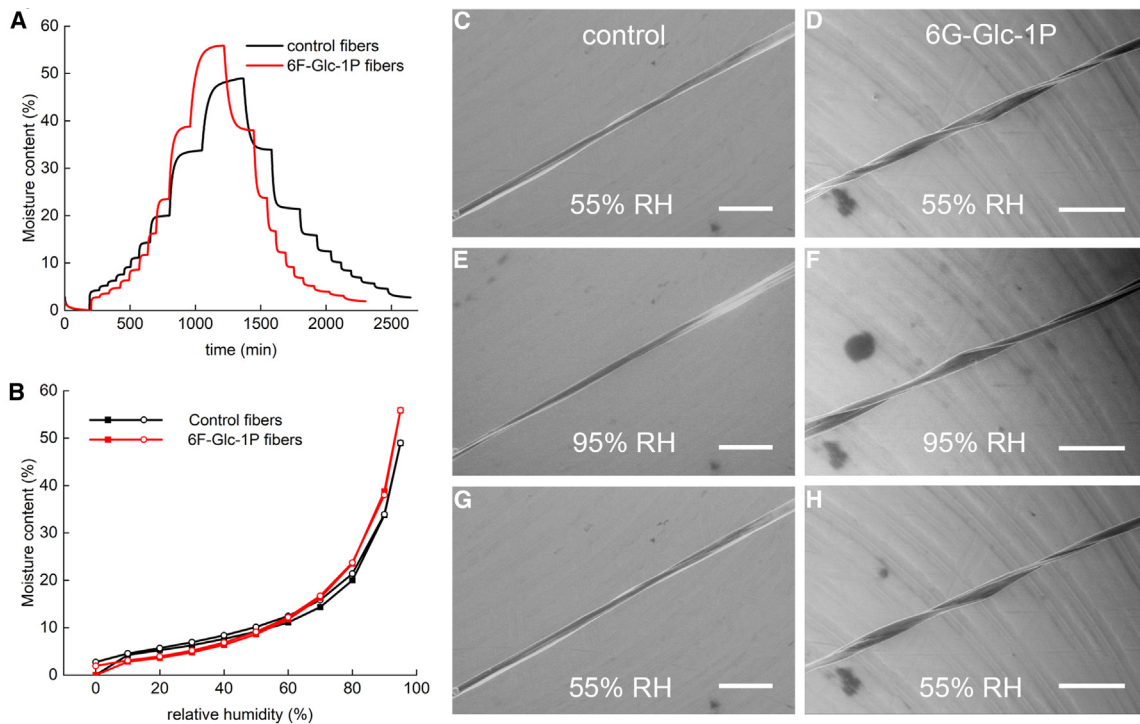 A
60
50
40
30
20
10
0
Moisture content (%)
control fibers
6F-Glc-1P fibers
0 500 1000 1500 2000 2500
time (min)
B
60
50
40
30
20
10
0
Moisture content (%)
Control fibers
6F-Glc-1P fibers
0 20 40 60 80 100
relative humidity (%)
C
control
55% RH
D
6G-Glc-1P
55% RH
E
95% RH
F
95% RH
G
55% RH
H
55% RH